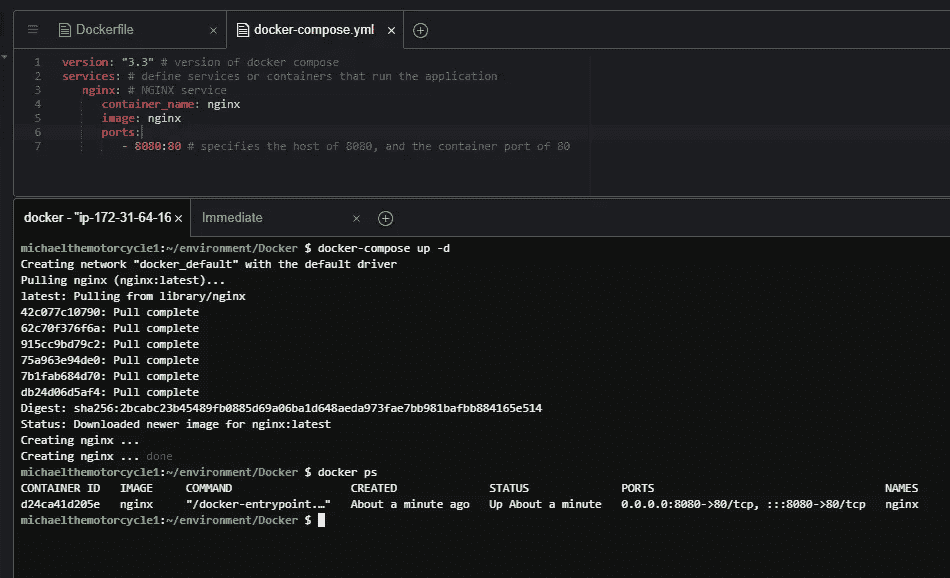 Dockerfile
docker-compose.yml
1 version: "3.3" # version of docker compose
2 services: # define services or containers that run the application
3 nginx: # NGINX service
4 container_name: nginx
5 image: nginx
6 ports:
7 - 8080:80 # specifies the host of 8080, and the container port of 80
docker - "ip-172-31-64-16
Immediate
michaelthemotorcycle1:~/environment/Docker $ docker-compose up -d
Creating network "docker_default" with the default driver
Pulling nginx (nginx:latest)...
latest: Pulling from library/nginx
42c077c10790: Pull complete
62c70f376f6a: Pull complete
915cc9bd79c2: Pull complete
75a963e94de0: Pull complete
7b1fab684d70: Pull complete
db24d06d5af4: Pull complete
Digest: sha256:2bcabc23b45489fb0885d69a06ba1d648aeda973fae7bb981bafbb884165e514
Status: Downloaded newer image for nginx:latest
Creating nginx ...
Creating nginx ... done
michaelthemotorcycle1:~/environment/Docker $ docker ps
CONTAINER ID IMAGE COMMAND CREATED STATUS PORTS NAMES
d24ca41d205e nginx "/docker-entrypoint.…" About a minute ago Up About a minute 0.0.0.0:8080->80/tcp, :::8080->80/tcp nginx
michaelthemotorcycle1:~/environment/Docker $